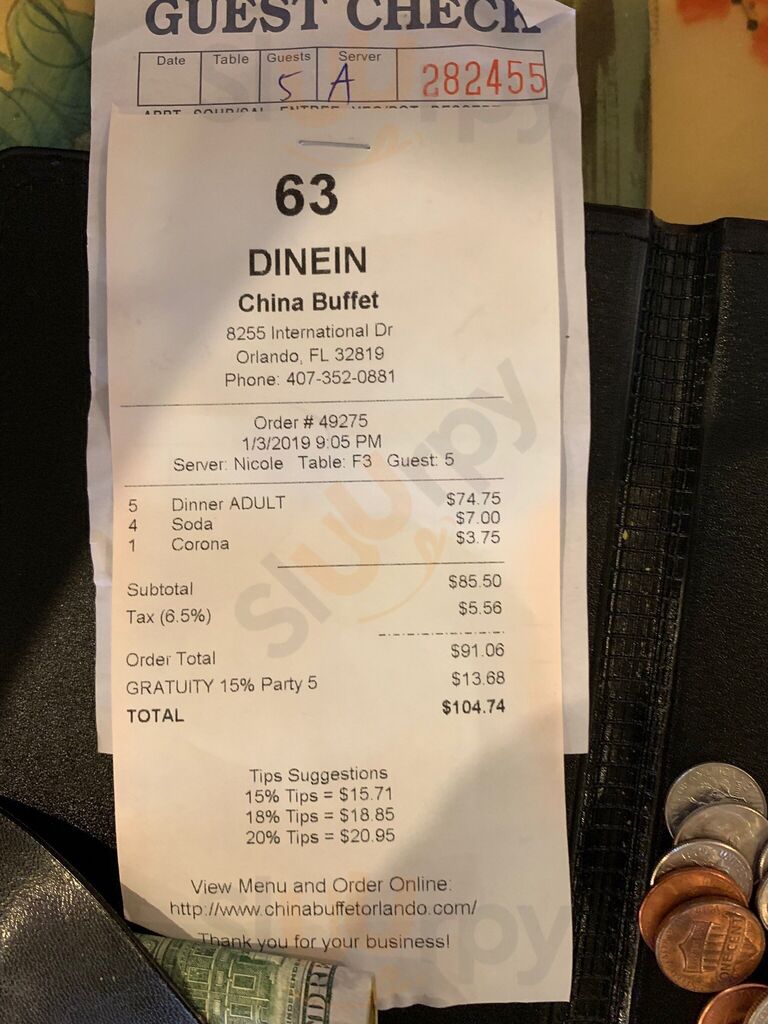 GUEST CHECK
Date Table Guests Server
5 A 282455
63
DINEIN
China Buffet
8255 International Dr
Orlando, FL 32819
Phone: 407-352-0881
Order # 49275
1/3/2019 9:05 PM
Server: Nicole Table: F3 Guest: 5
5 Dinner ADULT $74.75
4 Soda $7.00
1 Corona $3.75
Subtotal $85.50
Tax (6.5%) $5.56
Order Total $91.06
GRATUITY 15% Party 5 $13.68
TOTAL $104.74
Tips Suggestions
15% Tips = $15.71
18% Tips = $18.85
20% Tips = $20.95
View Menu and Order Online:
http://www.chinabuffetorlando.com/
Thank you for your business!
sluurpy
ONE CENT